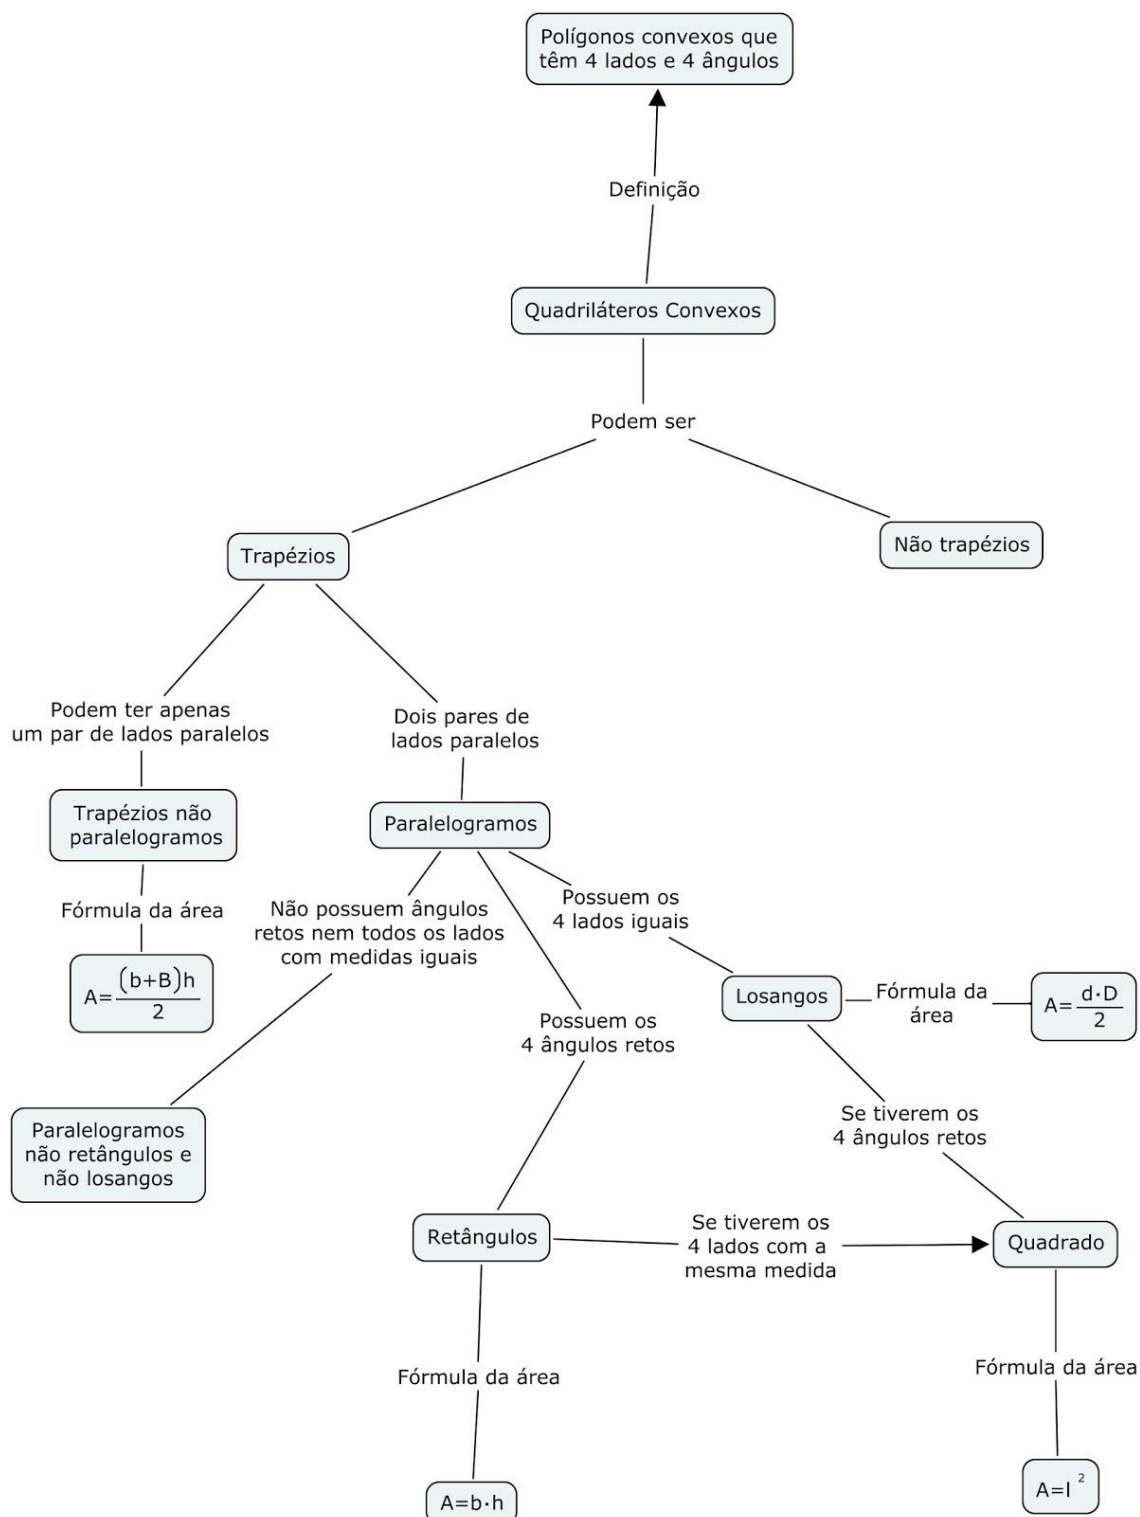 Polígonos convexos que
têm 4 lados e 4 ângulos
Definição
Quadriláteros Convexos
Podem ser
Trapézios
Não trapézios
Podem ter apenas
um par de lados paralelos
Dois pares de
lados paralelos
Trapézios não
paralelogramos
Paralelogramos
Fórmula da área
A=(b+B)h/2
Não possuem ângulos
retos nem todos os lados
com medidas iguais
Possuem os
4 lados iguais
Possuem os
4 ângulos retos
Losangos
Fórmula da
área
A=d·D/2
Paralelogramos
não retângulos e
não losangos
Se tiverem os
4 ângulos retos
Retângulos
Se tiverem os
4 lados com a
mesma medida
Quadrado
Fórmula da área
Fórmula da área
A=b·h
A=l²